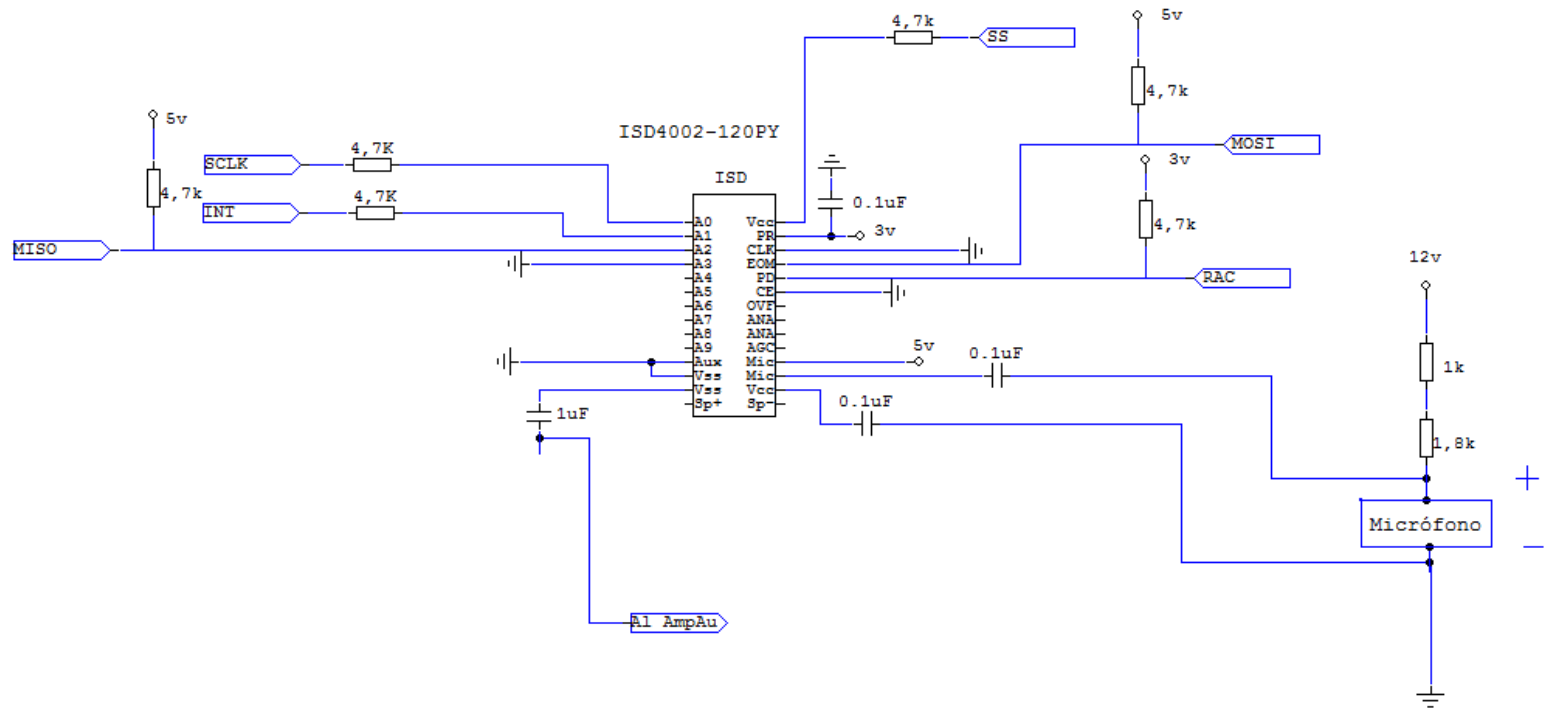 4,7k
SS
5v
4,7k
MOSI
5v
4,7k
ISD4002-120PY
SCLK
4,7K
INT
4,7K
MISO
ISD
0.1uF
3v
3v
4,7k
RAC
A0
A1
A2
A3
A4
A5
A6
A7
A8
A9
Aux
Vss
Vss
Sp+
Vcc
PR
CLK
EOM
PD
CE
OVF
ANA
ANA
AGC
Mic
Mic
Vcc
Sp-
5v
0.1uF
0.1uF
1uF
12v
1k
1,8k
+
Micrófono
−
Al AmpAu